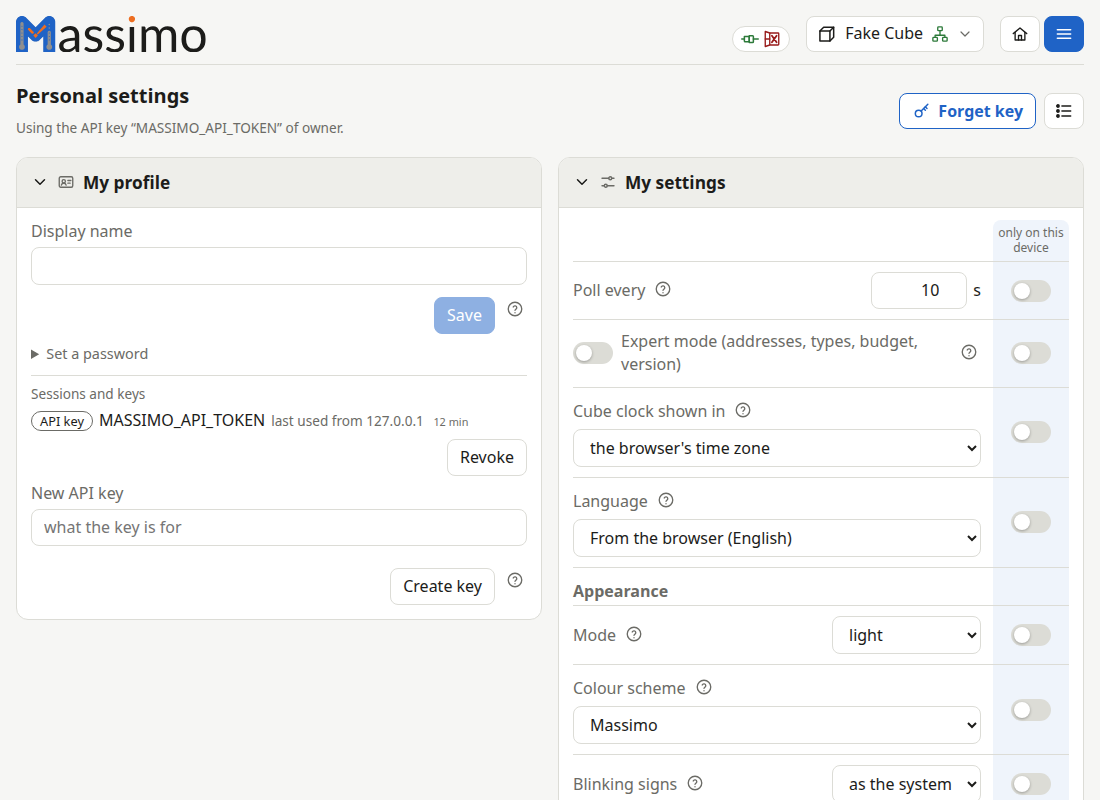 Massimo
Fake Cube
Personal settings
Using the API key “MASSIMO_API_TOKEN” of owner.
Forget key
My profile
Display name
Save
Set a password
Sessions and keys
API key MASSIMO_API_TOKEN last used from 127.0.0.1 12 min
Revoke
New API key
what the key is for
Create key
My settings
only on this
device
Poll every 10 s
Expert mode (addresses, types, budget,
version)
Cube clock shown in
the browser's time zone
Language
From the browser (English)
Appearance
Mode light
Colour scheme
Massimo
Blinking signs as the system